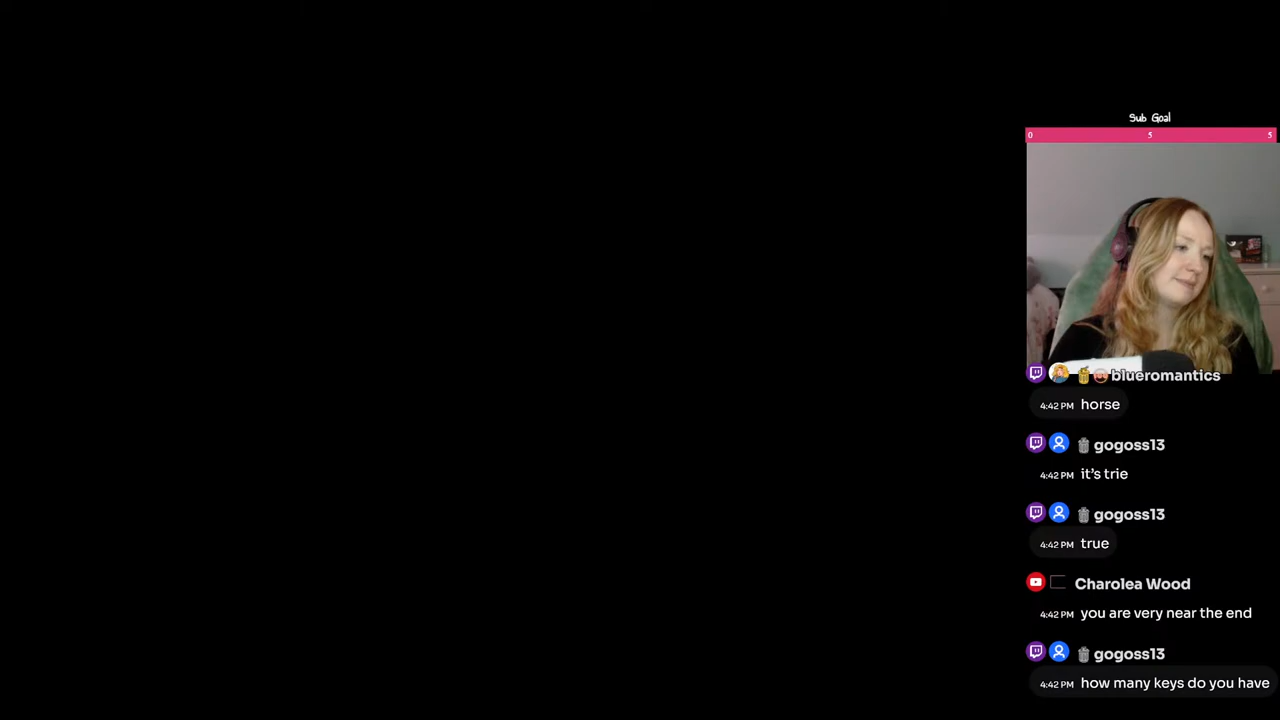 Sub Goal
0 5 5
blueromantics
4:42 PM horse
gogoss13
4:42 PM it's trie
gogoss13
4:42 PM true
Charolea Wood
4:42 PM you are very near the end
gogoss13
4:42 PM how many keys do you have